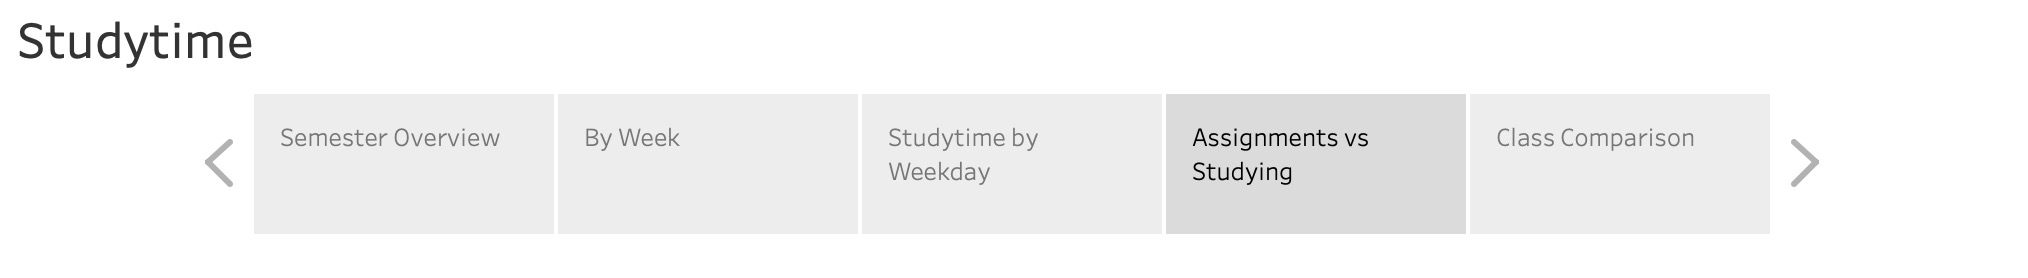 Studytime
Semester Overview
By Week
Studytime by
Weekday
Assignments vs
Studying
Class Comparison